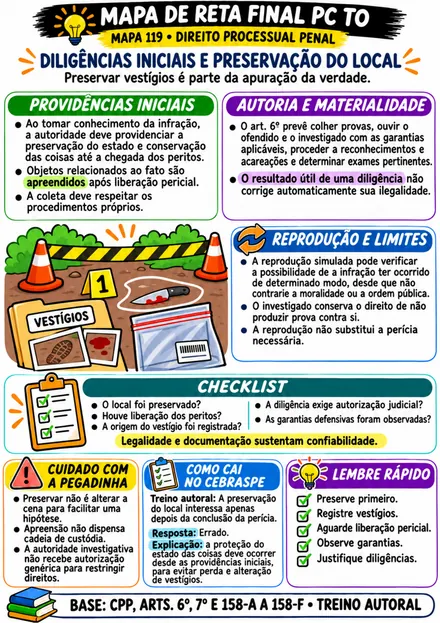 MAPA DE RETA FINAL PC TO
MAPA 119 • DIREITO PROCESSUAL PENAL
DILIGÊNCIAS INICIAIS E PRESERVAÇÃO DO LOCAL
Preservar vestígios é parte da apuração da verdade.
PROVIDÊNCIAS INICIAIS
• Ao tomar conhecimento da infração,
a autoridade deve providenciar a
preservação do estado e conservação
das coisas até a chegada dos peritos.
• Objetos relacionados ao fato são
apreendidos após liberação pericial.
• A coleta deve respeitar os
procedimentos próprios.
AUTORIA E MATERIALIDADE
• O art. 6º prevê colher provas, ouvir o
ofendido e o investigado com as garantias
aplicáveis, proceder a reconhecimentos e
acareações e determinar exames pertinentes.
• O resultado útil de uma diligência não
corrige automaticamente sua ilegalidade.
1
VESTÍGIOS
REPRODUÇÃO E LIMITES
• A reprodução simulada pode verificar
a possibilidade de a infração ter ocorrido
de determinado modo, desde que não
contrarie a moralidade ou a ordem pública.
• O investigado conserva o direito de não
produzir prova contra si.
• A reprodução não substitui a perícia
necessária.
CHECKLIST
• O local foi preservado?
• Houve liberação dos peritos?
• A origem do vestígio foi registrada?
• A diligência exige autorização judicial?
• As garantias defensivas foram observadas?
Legalidade e documentação sustentam confiabilidade.
CUIDADO COM
A PEGADINHA
• Preservar não é alterar a
cena para facilitar uma
hipótese.
• Apreensão não dispensa
cadeia de custódia.
• A autoridade investigativa
não recebe autorização
genérica para restringir
direitos.
COMO CAI
NO CEBRASPE
Treino autoral: A preservação
do local interessa apenas
depois da conclusão da perícia.
Resposta: Errado.
Explicação: a proteção do
estado das coisas deve ocorrer
desde as providências iniciais,
para evitar perda e alteração
de vestígios.
LEMBRE RÁPIDO
Preserve primeiro.
Registre vestígios.
Aguarde liberação pericial.
Observe garantias.
Justifique diligências.
BASE: CPP, ARTS. 6º, 7º E 158-A A 158-F • TREINO AUTORAL